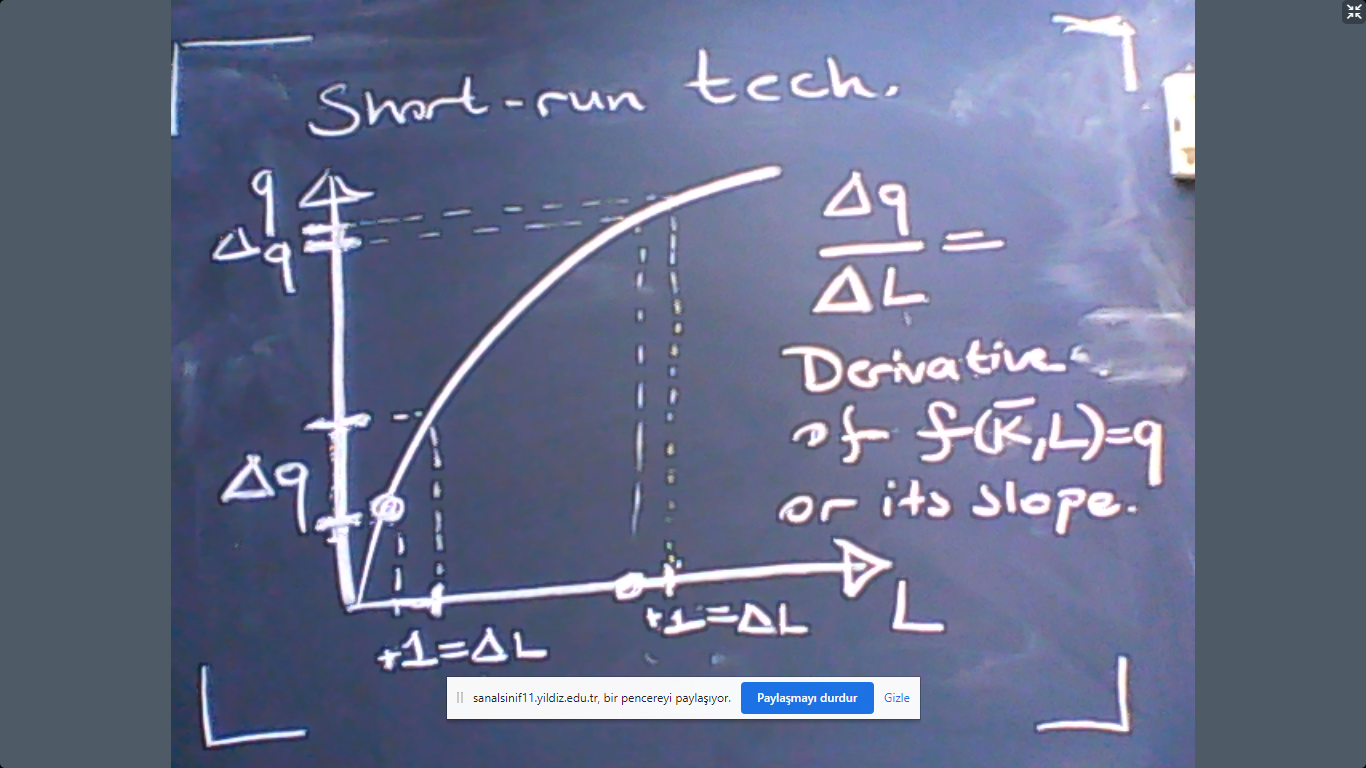 Short-run tech.
q
Δq
Δq
+1=ΔL
+1=ΔL
L
Δq
=
ΔL
Derivative
of f(K̄,L)=q
or its slope.
sanalsinif11.yildiz.edu.tr, bir pencereyi paylaşıyor.
Paylaşmayı durdur
Gizle